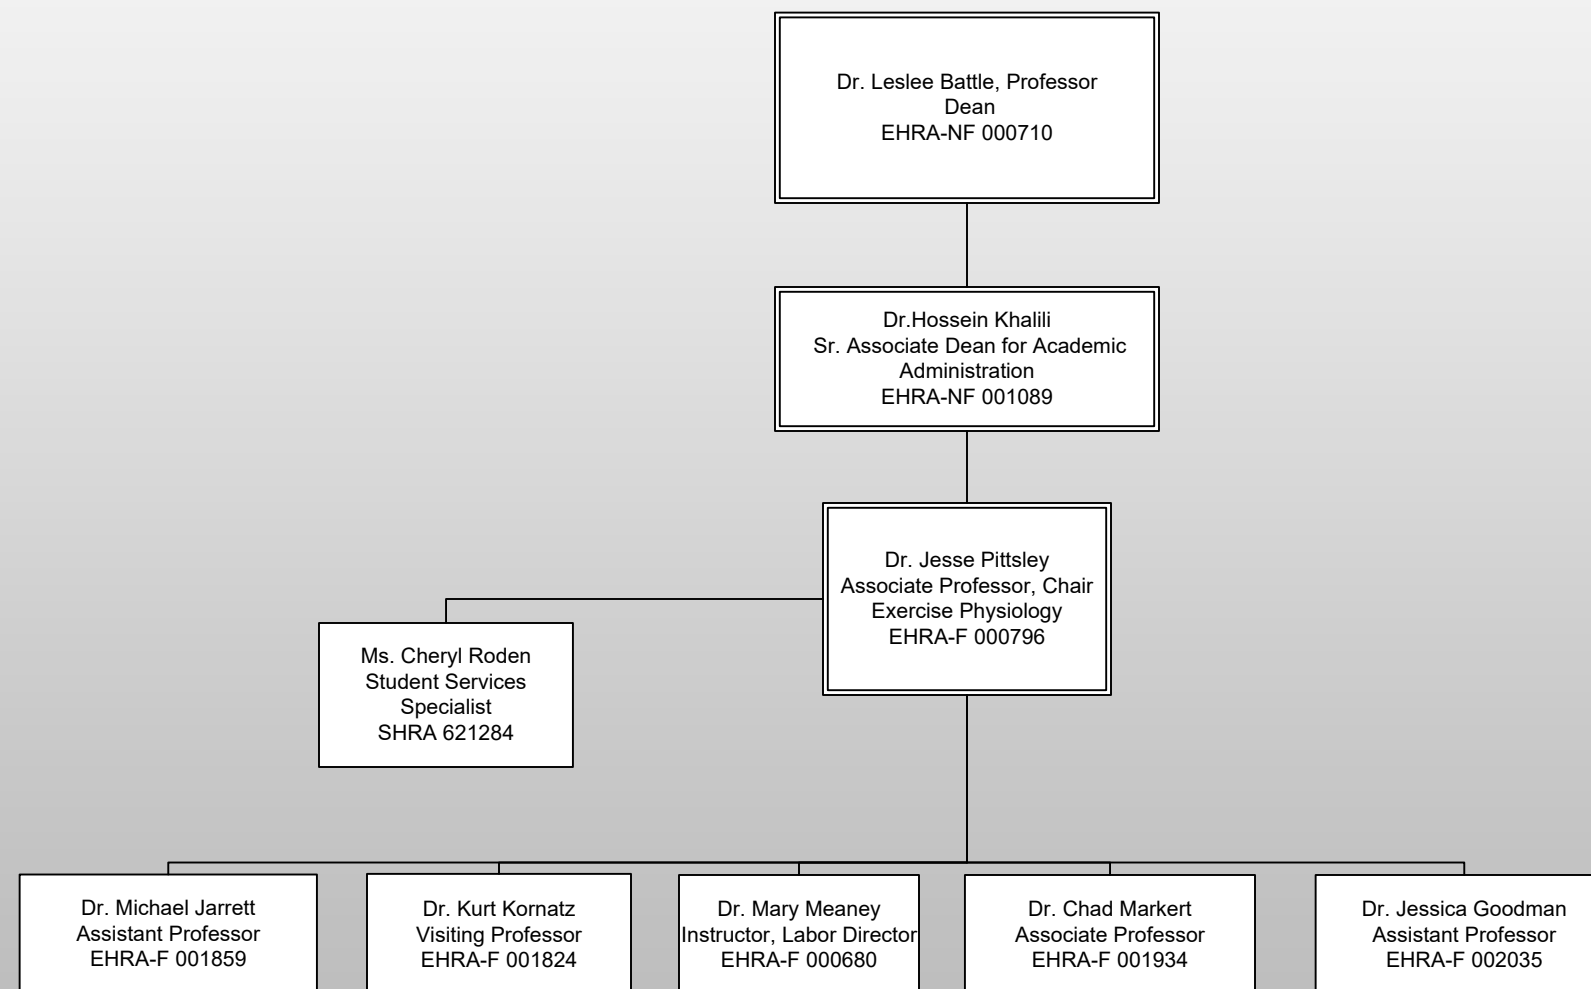 Dr. Leslee Battle, Professor
Dean
EHRA-NF 000710
Dr.Hossein Khalili
Sr. Associate Dean for Academic
Administration
EHRA-NF 001089
Dr. Jesse Pittsley
Associate Professor, Chair
Exercise Physiology
EHRA-F 000796
Ms. Cheryl Roden
Student Services
Specialist
SHRA 621284
Dr. Michael Jarrett
Assistant Professor
EHRA-F 001859
Dr. Kurt Kornatz
Visiting Professor
EHRA-F 001824
Dr. Mary Meaney
Instructor, Labor Director
EHRA-F 000680
Dr. Chad Markert
Associate Professor
EHRA-F 001934
Dr. Jessica Goodman
Assistant Professor
EHRA-F 002035